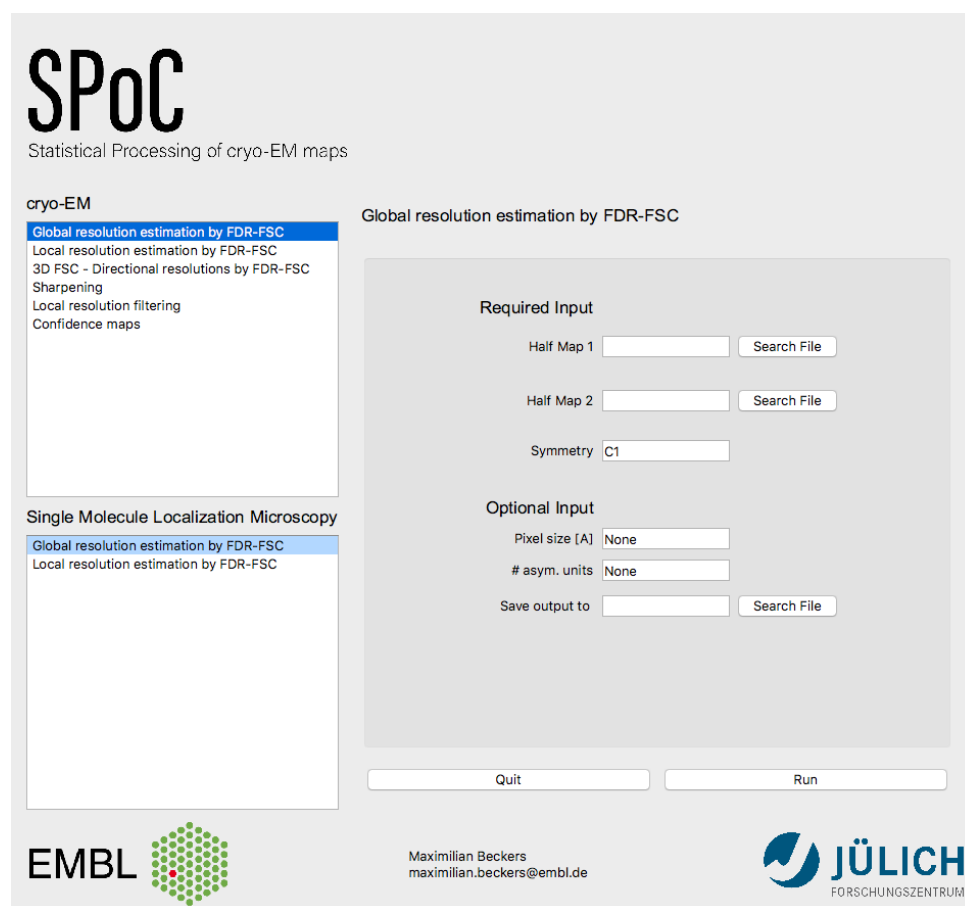 SPoC
Statistical Processing of cryo-EM maps
cryo-EM
Global resolution estimation by FDR-FSC
Local resolution estimation by FDR-FSC
3D FSC - Directional resolutions by FDR-FSC
Sharpening
Local resolution filtering
Confidence maps
Single Molecule Localization Microscopy
Global resolution estimation by FDR-FSC
Local resolution estimation by FDR-FSC
Global resolution estimation by FDR-FSC
Required Input
Half Map 1 Search File
Half Map 2 Search File
Symmetry C1
Optional Input
Pixel size [A] None
# asym. units None
Save output to Search File
Quit Run
EMBL
Maximilian Beckers
maximilian.beckers@embl.de
JÜLICH
FORSCHUNGSZENTRUM